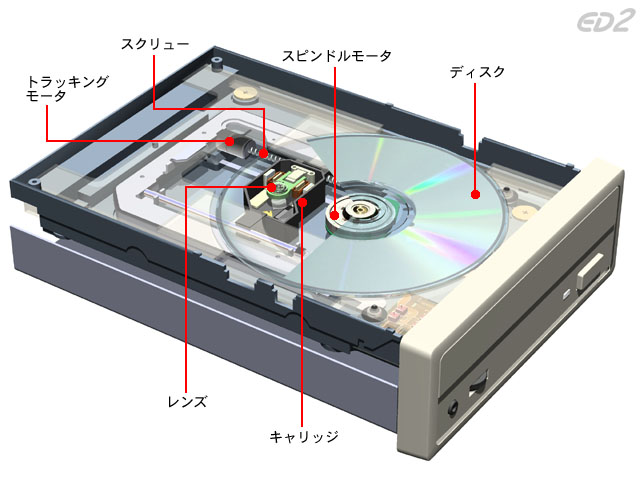 ED2
スクリュー
スピンドルモータ
ディスク
トラッキング
モータ
レンズ
キャリッジ